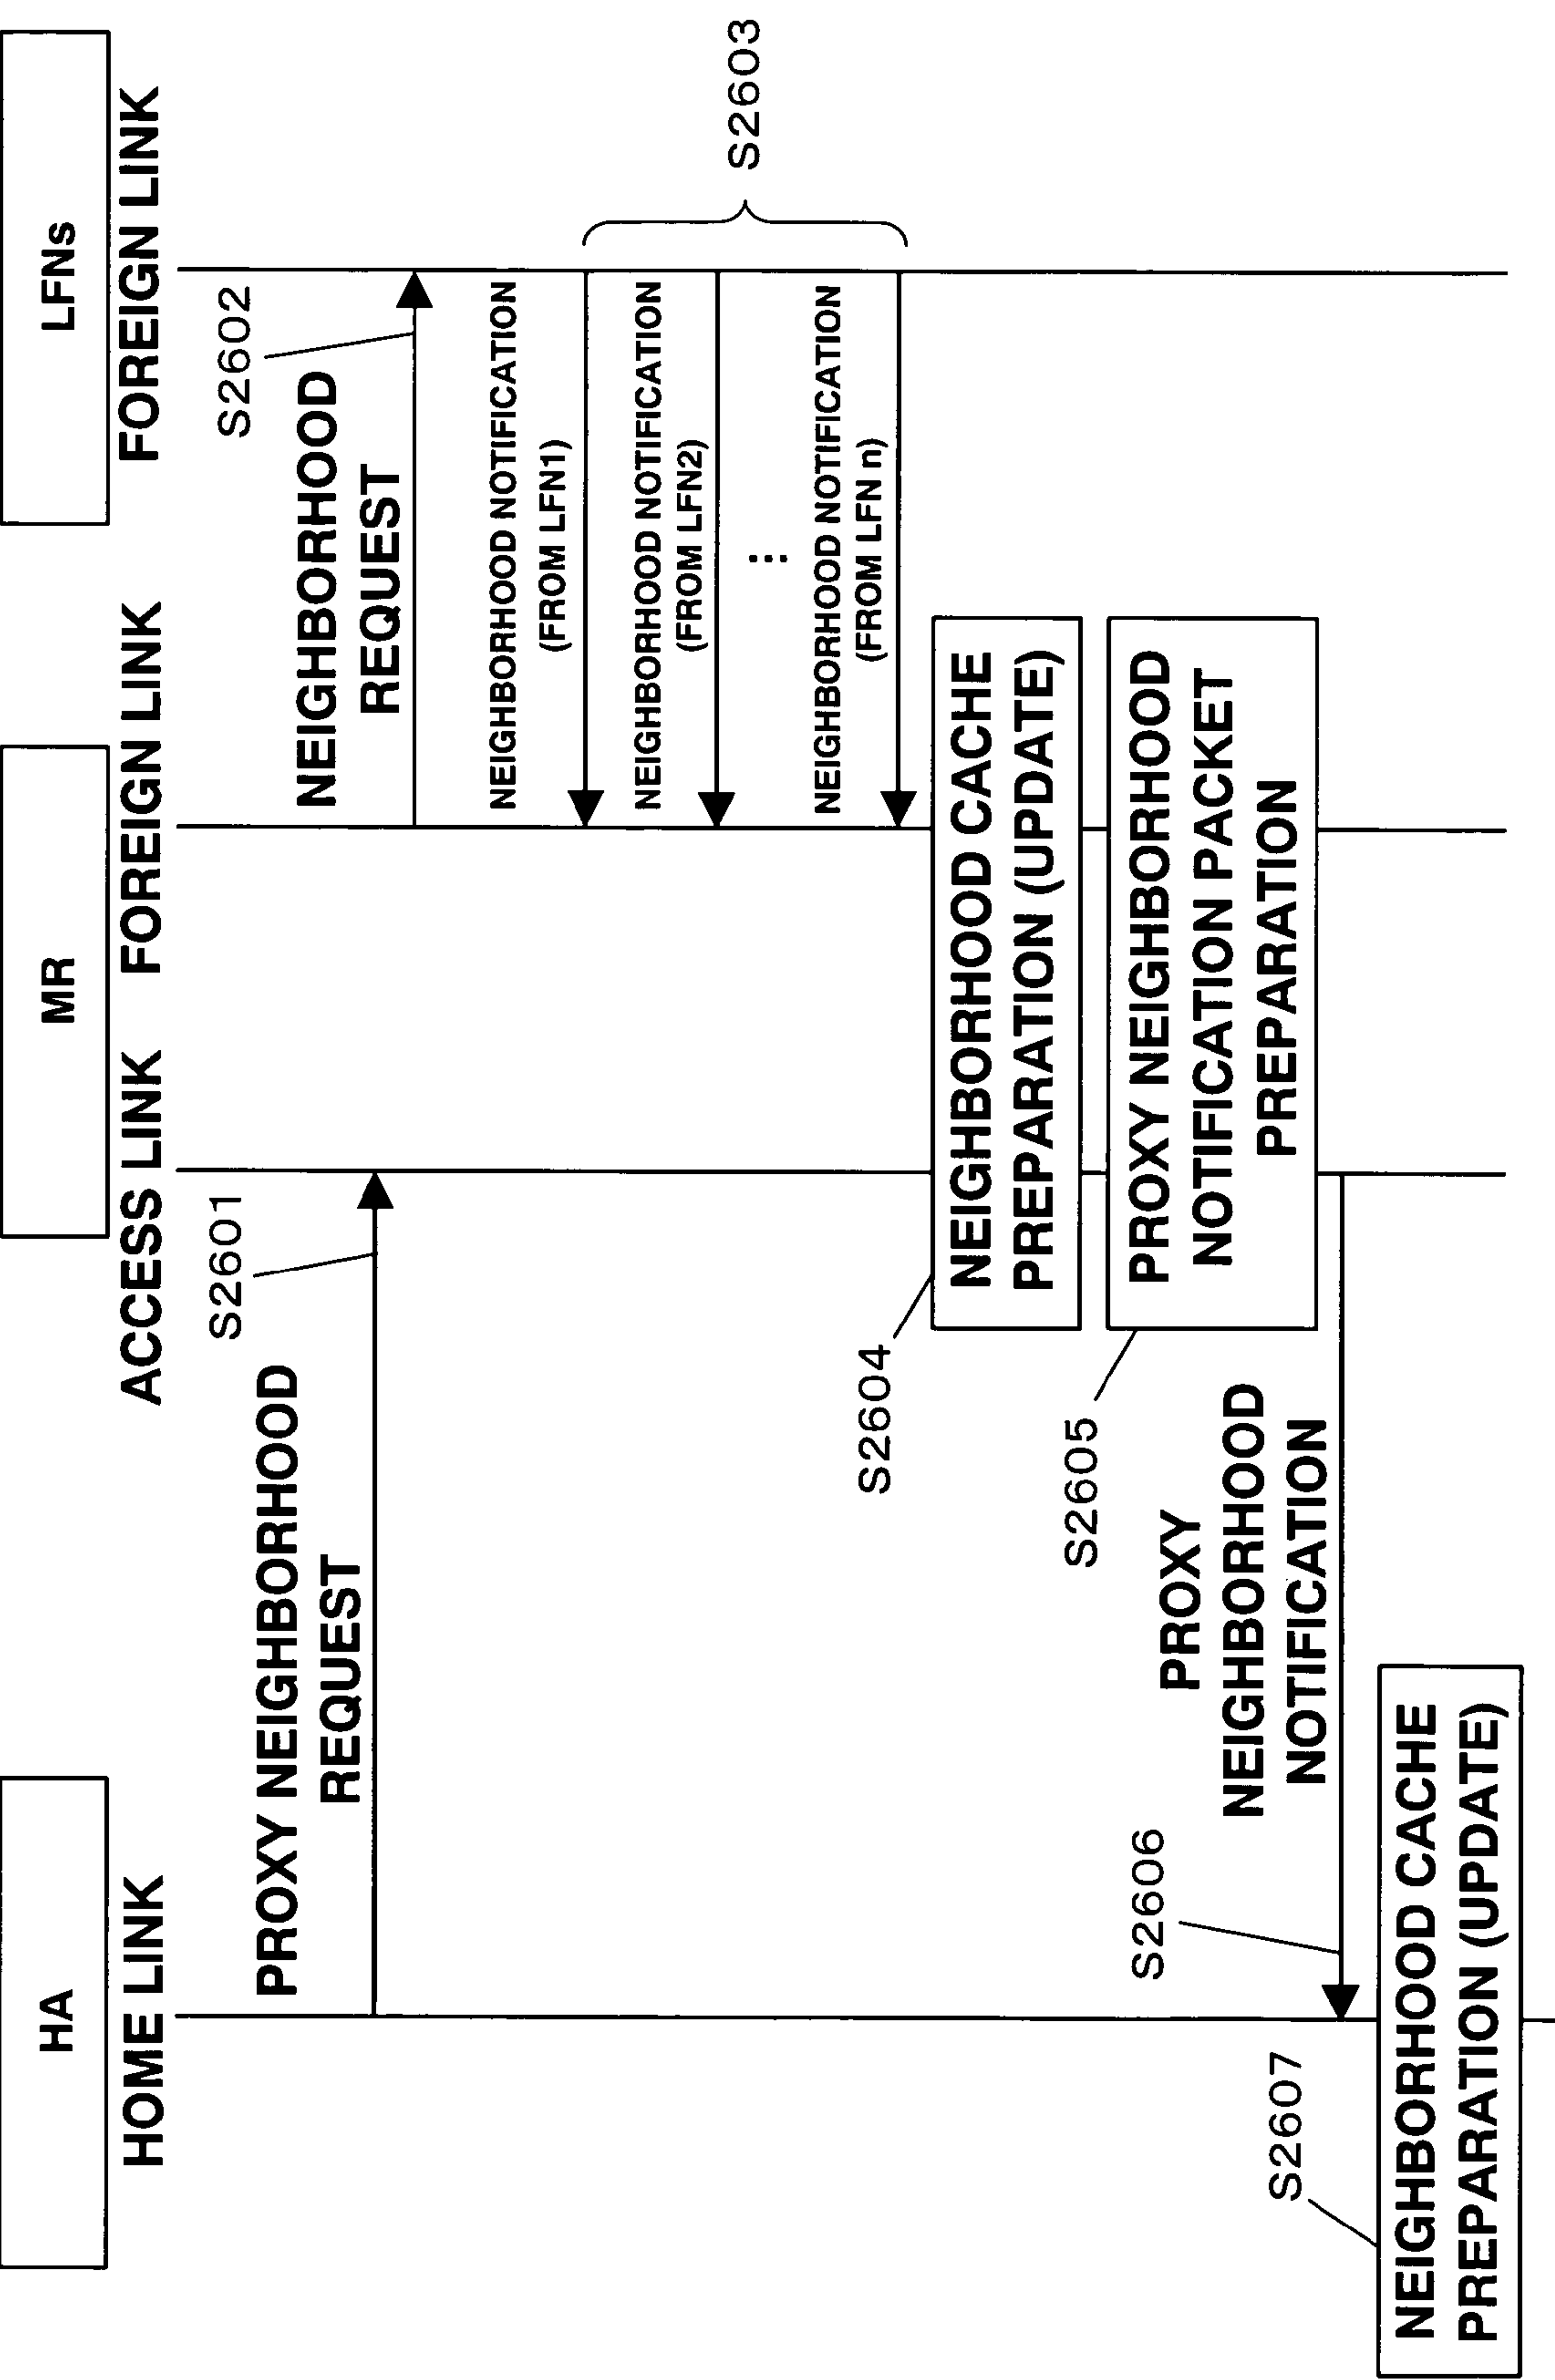 HA
MR
LFNs
HOME LINK
ACCESS LINK
FOREIGN LINK
FOREIGN LINK
S2601
PROXY NEIGHBORHOOD
REQUEST
S2602
NEIGHBORHOOD
REQUEST
NEIGHBORHOOD NOTIFICATION
(FROM LFN1)
NEIGHBORHOOD NOTIFICATION
(FROM LFN2)
...
NEIGHBORHOOD NOTIFICATION
(FROM LFN n)
S2603
S2604
NEIGHBORHOOD CACHE
PREPARATION (UPDATE)
S2605
PROXY NEIGHBORHOOD
NOTIFICATION PACKET
PREPARATION
S2606
PROXY
NEIGHBORHOOD
NOTIFICATION
S2607
NEIGHBORHOOD CACHE
PREPARATION (UPDATE)